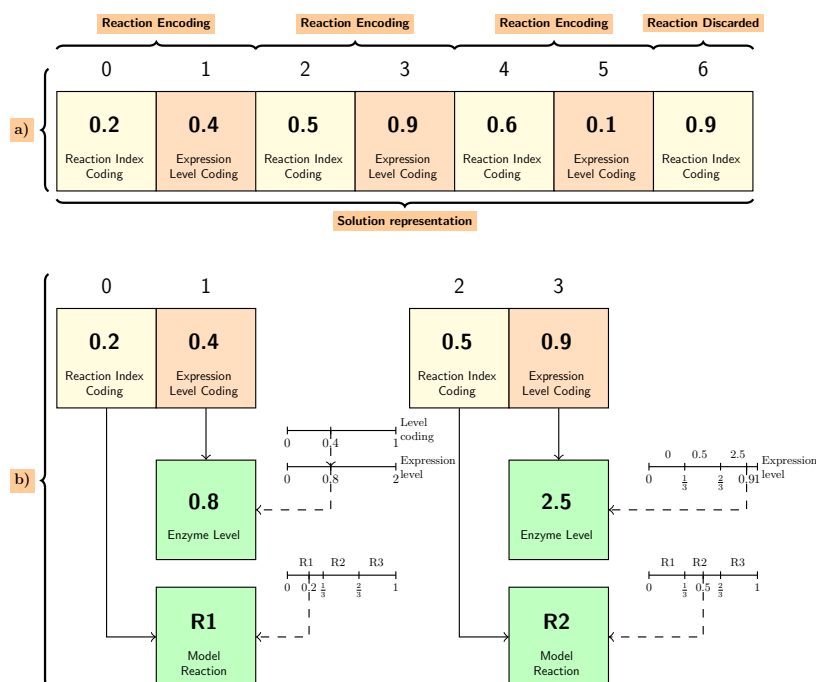 Reaction Encoding Reaction Encoding Reaction Encoding Reaction Discarded
0 1 2 3 4 5 6
a)
0.2 0.4 0.5 0.9 0.6 0.1 0.9
Reaction Index Expression Reaction Index Expression Reaction Index Expression Reaction Index
Coding Level Coding Coding Level Coding Coding Level Coding Coding
Solution representation
0 1 2 3
0.2 0.4 0.5 0.9
Reaction Index Expression Reaction Index Expression
Coding Level Coding Coding Level Coding
Level
coding
0 0.4 1
b)
Expression
level
0 0.8 2
0 0.5 2.5
Expression
level
0 1/3 2/3 0.9 1
0.8 2.5
Enzyme Level Enzyme Level
R1 R2 R3 R1 R2 R3
0 0.2 1/3 2/3 1 0 1/3 0.5 2/3 1
R1 R2
Model Model
Reaction Reaction